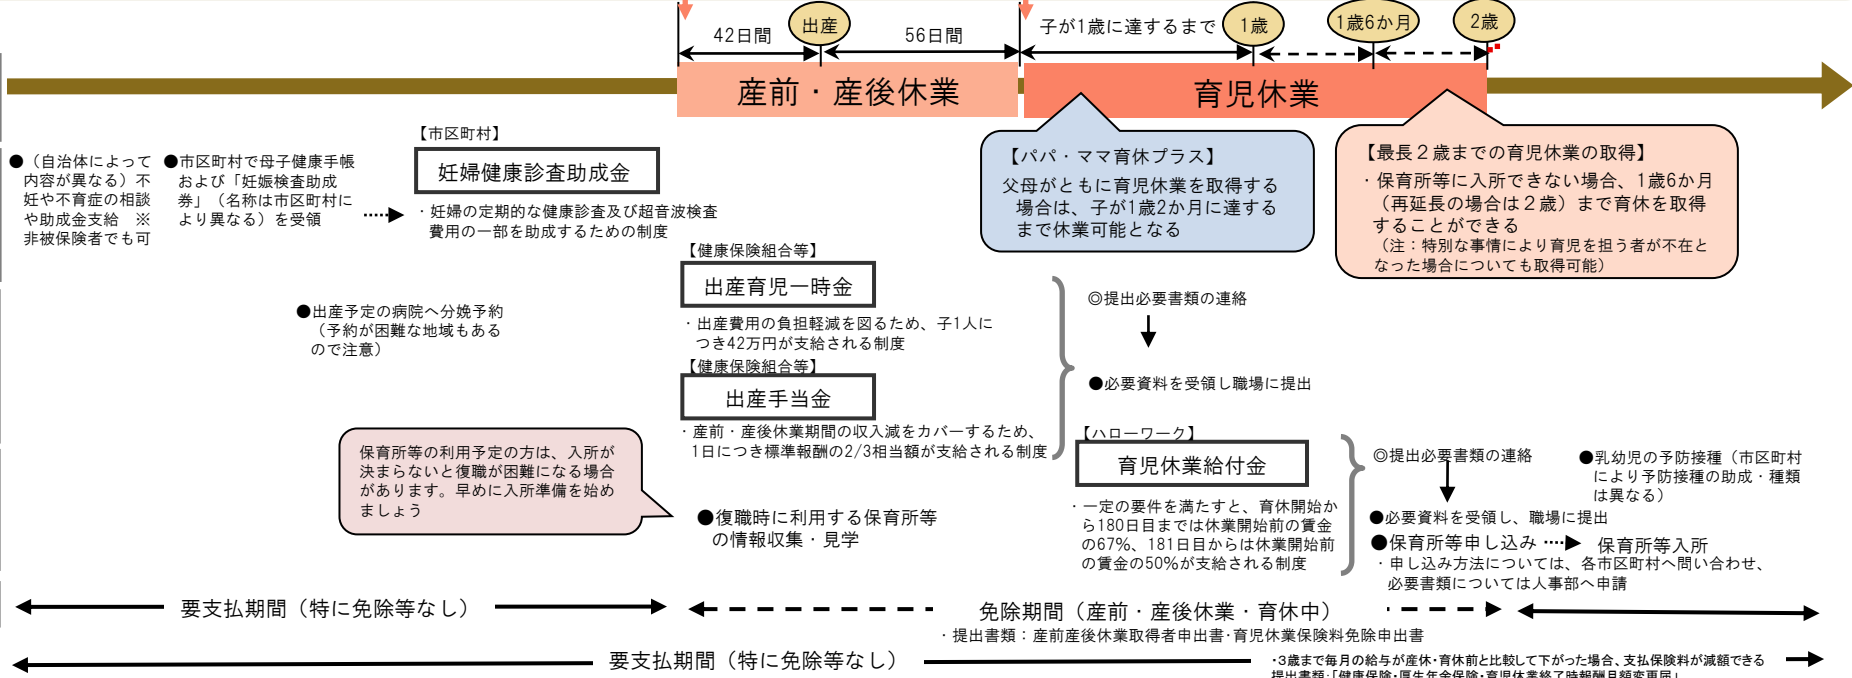 42日間
出産
56日間
子が1歳に達するまで
1歳
1歳6か月
2歳
産前・産後休業
育児休業
●（自治体によって
内容が異なる）不
妊や不育症の相談
や助成金支給　※
非被保険者でも可
●市区町村で母子健康手帳
および「妊娠検査助成
券」（名称は市区町村に
より異なる）を受領
【市区町村】
妊婦健康診査助成金
・妊婦の定期的な健康診査及び超音波検査
費用の一部を助成するための制度
【パパ・ママ育休プラス】
父母がともに育児休業を取得する
場合は、子が1歳2か月に達する
まで休業可能となる
【最長２歳までの育児休業の取得】
・保育所等に入所できない場合、1歳6か月
（再延長の場合は２歳）まで育休を取得
することができる
（注：特別な事情により育児を担う者が不在と
なった場合についても取得可能）
●出産予定の病院へ分娩予約
（予約が困難な地域もある
ので注意）
【健康保険組合等】
出産育児一時金
・出産費用の負担軽減を図るため、子1人に
つき42万円が支給される制度
【健康保険組合等】
出産手当金
・産前・産後休業期間の収入減をカバーするため、
1日につき標準報酬の2/3相当額が支給される制度
◎提出必要書類の連絡
●必要資料を受領し職場に提出
保育所等の利用予定の方は、入所が
決まらないと復職が困難になる場合
があります。早めに入所準備を始め
ましょう
●復職時に利用する保育所等
の情報収集・見学
【ハローワーク】
育児休業給付金
・一定の要件を満たすと、育休開始か
ら180日目までは休業開始前の賃金
の67%、181日目からは休業開始前
の賃金の50%が支給される制度
◎提出必要書類の連絡
●必要資料を受領し、職場に提出
●保育所等申し込み
保育所等入所
・申し込み方法については、各市区町村へ問い合わせ、
必要書類については人事部へ申請
●乳幼児の予防接種（市区町村
により予防接種の助成・種類
は異なる）
要支払期間（特に免除等なし）
免除期間（産前・産後休業・育休中）
・提出書類：産前産後休業取得者申出書・育児休業保険料免除申出書
要支払期間（特に免除等なし）
・3歳まで毎月の給与が産休・育休前と比較して下がった場合、支払保険料が減額できる
提出書類：「健康保険・厚生年金保険・育児休業終了時報酬月額変更届」